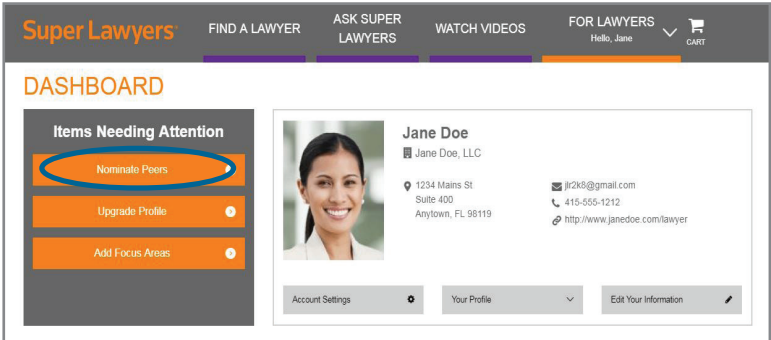 Super Lawyers
FIND A LAWYER
ASK SUPER
LAWYERS
WATCH VIDEOS
FOR LAWYERS
Hello, Jane
CART
DASHBOARD
Items Needing Attention
Nominate Peers
Upgrade Profile
Add Focus Areas
Jane Doe
Jane Doe, LLC
1234 Mains St
Suite 400
Anytown, FL 98119
jlr2k8@gmail.com
415-555-1212
http://www.janedoe.com/lawyer
Account Settings
Your Profile
Edit Your Information